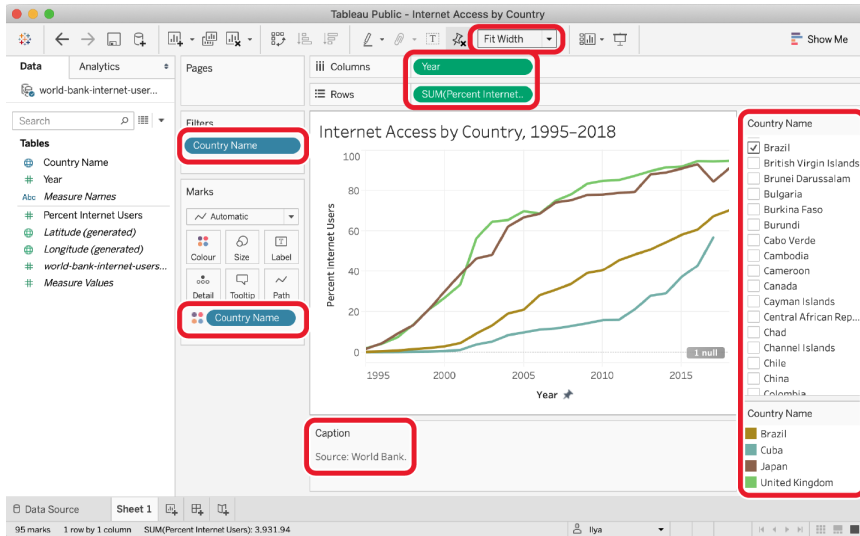 Tableau Public - Internet Access by Country
Fit Width
Show Me
Data
Analytics
Pages
iii Columns
Year
world-bank-internet-user...
Rows
SUM(Percent Internet..
Search
Filters
Country Name
Tables
Country Name
Year
Abc Measure Names
Percent Internet Users
Latitude (generated)
Longitude (generated)
world-bank-internet-users...
Measure Values
Marks
Automatic
Colour
Size
Label
Detail
Tooltip
Path
Country Name
Internet Access by Country, 1995–2018
100
80
60
40
20
0
Percent Internet Users
1 null
1995
2000
2005
2010
2015
Year
Caption
Source: World Bank.
Country Name
Brazil
British Virgin Islands
Brunei Darussalam
Bulgaria
Burkina Faso
Burundi
Cabo Verde
Cambodia
Cameroon
Canada
Cayman Islands
Central African Rep...
Chad
Channel Islands
Chile
China
Colombia
Country Name
Brazil
Cuba
Japan
United Kingdom
Data Source
Sheet 1
95 marks
1 row by 1 column
SUM(Percent Internet Users): 3.931.94
Ilya